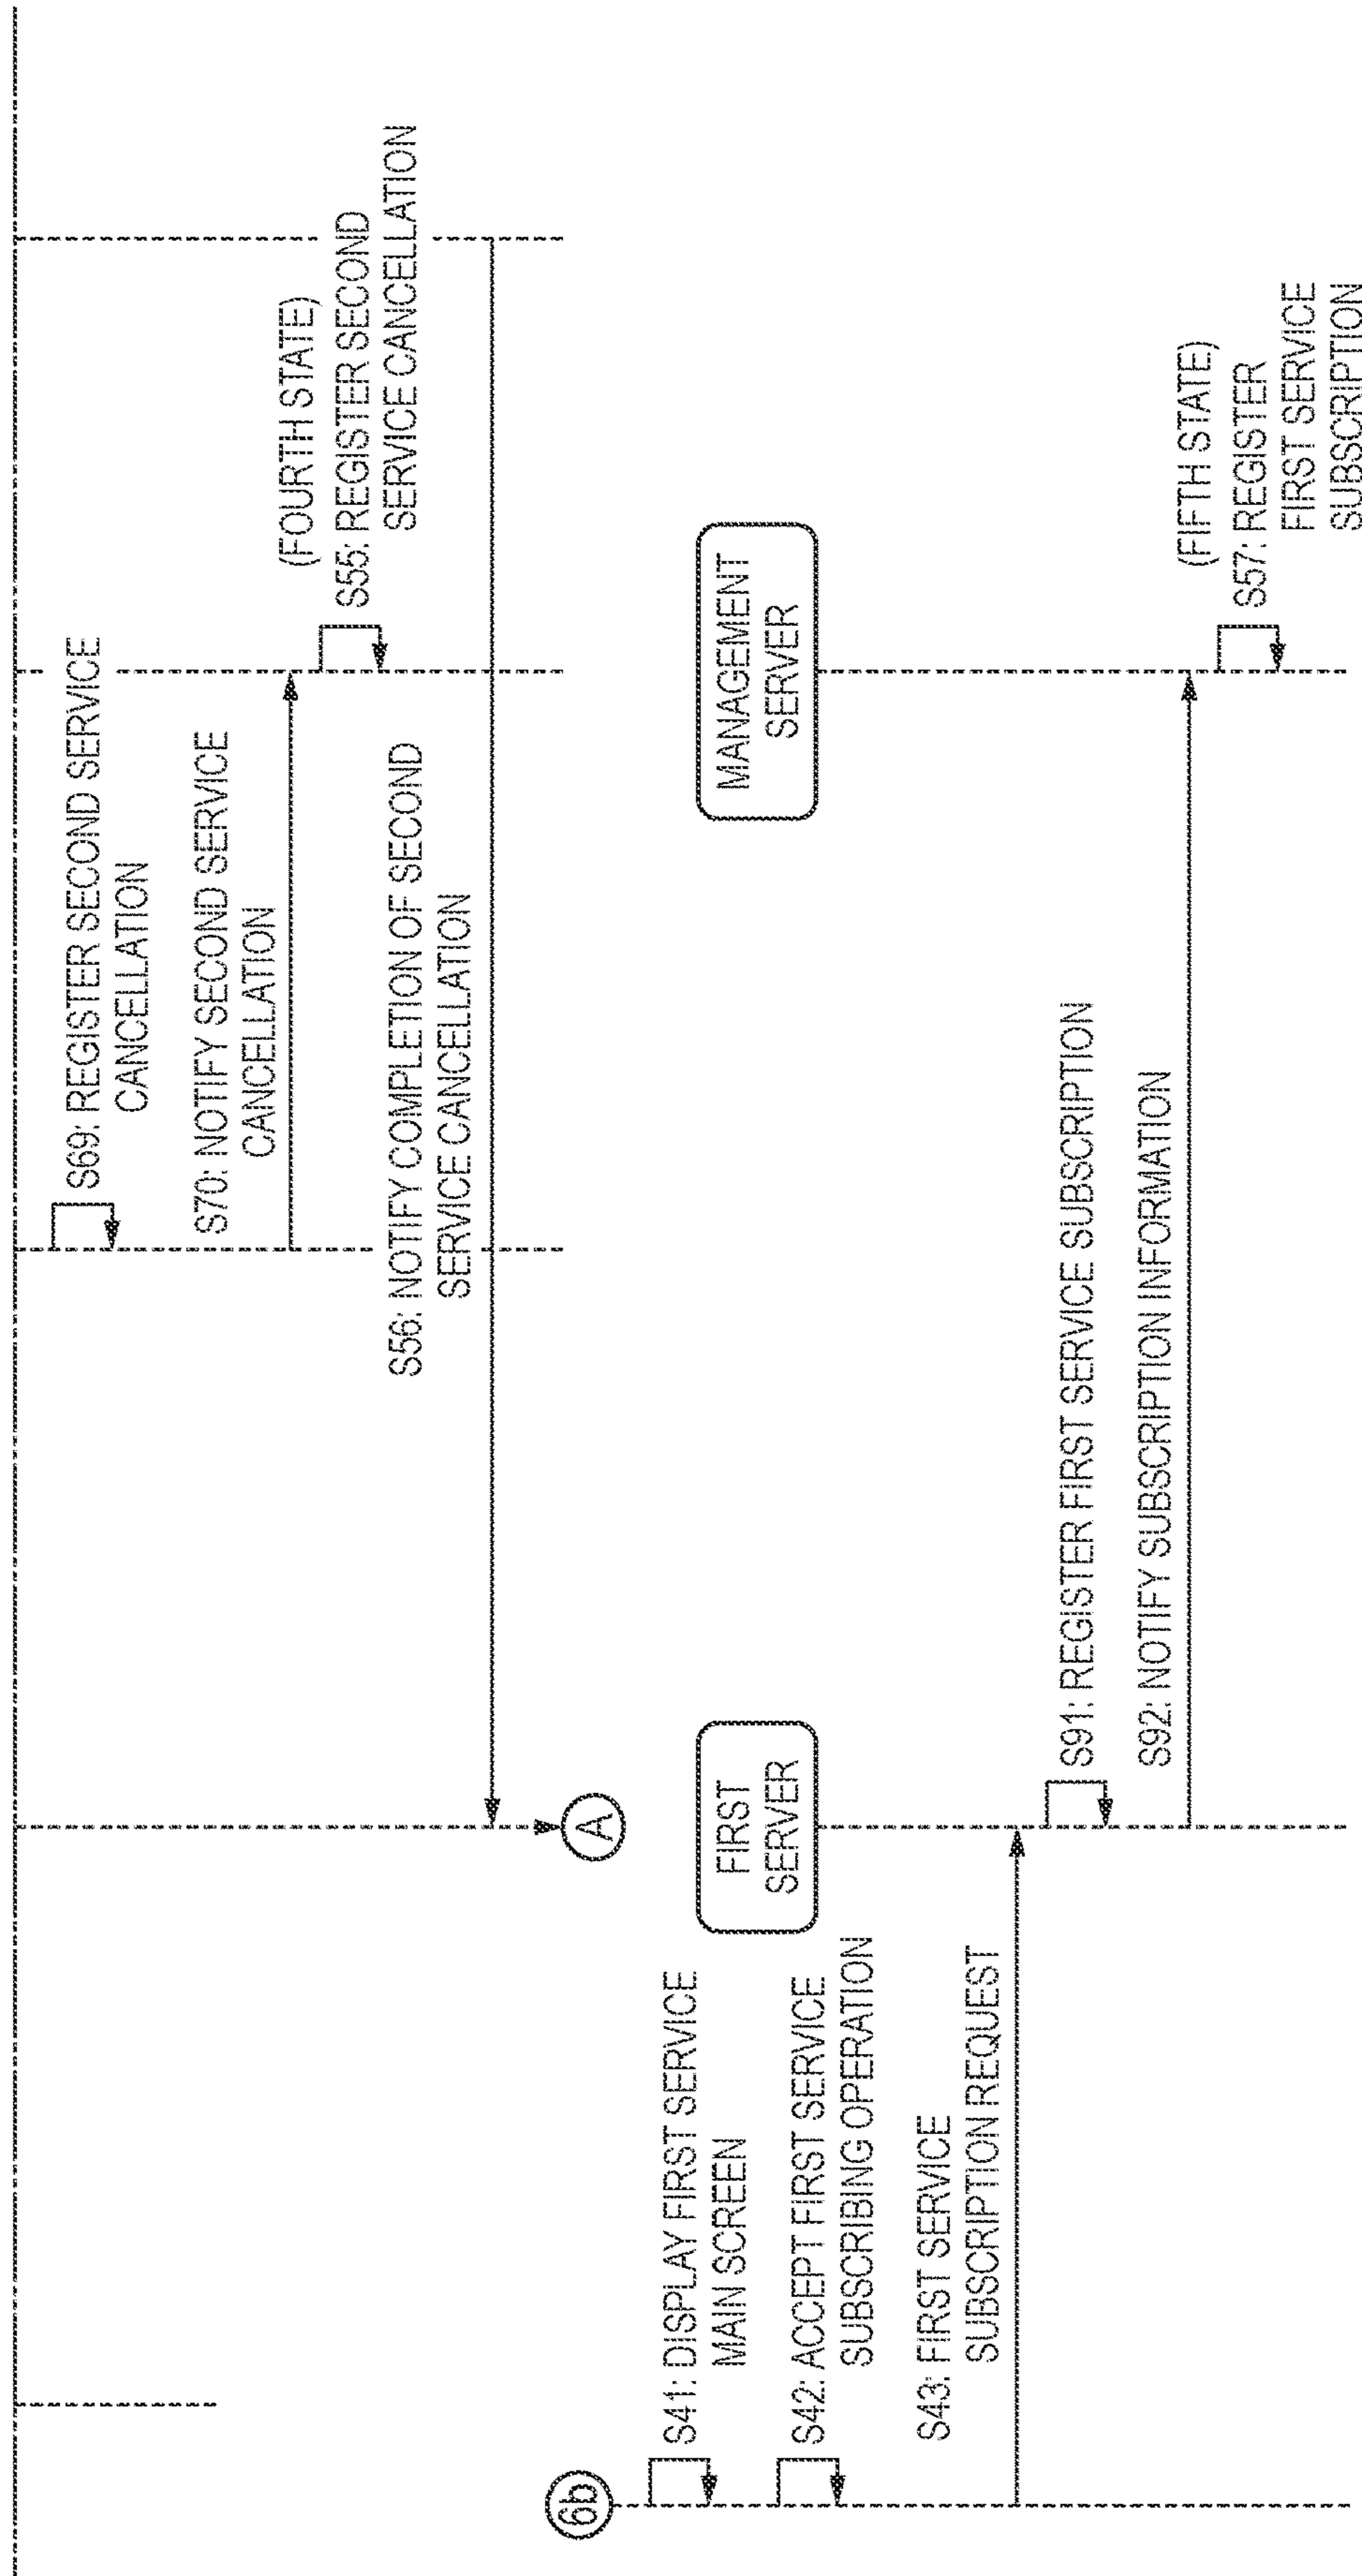 S69: REGISTER SECOND SERVICE
CANCELLATION
S70: NOTIFY SECOND SERVICE
CANCELLATION
(FOURTH STATE)
S55: REGISTER SECOND
SERVICE CANCELLATION
S56: NOTIFY COMPLETION OF SECOND
SERVICE CANCELLATION
A
6b
FIRST
SERVER
MANAGEMENT
SERVER
S41: DISPLAY FIRST SERVICE
MAIN SCREEN
S42: ACCEPT FIRST SERVICE
SUBSCRIBING OPERATION
S43: FIRST SERVICE
SUBSCRIPTION REQUEST
S91: REGISTER FIRST SERVICE SUBSCRIPTION
S92: NOTIFY SUBSCRIPTION INFORMATION
(FIFTH STATE)
S57: REGISTER
FIRST SERVICE
SUBSCRIPTION